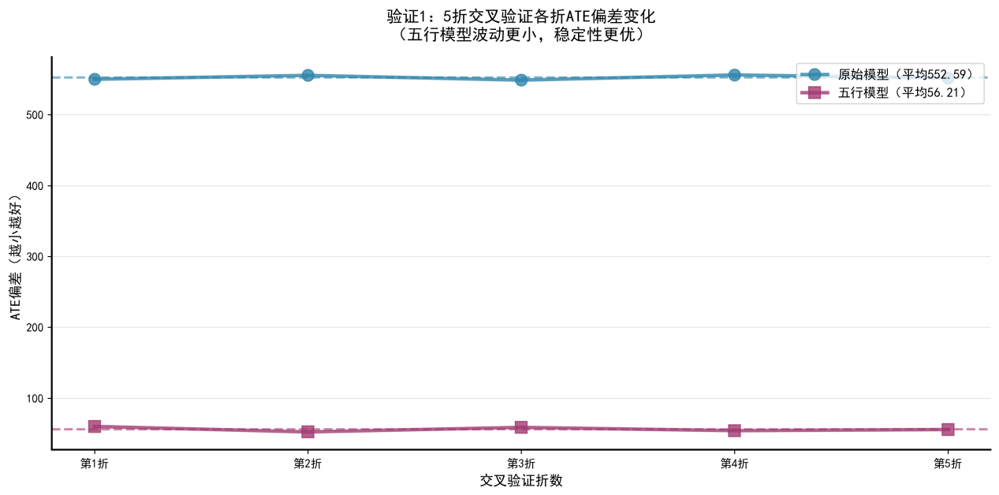 验证1：5折交叉验证各折ATE偏差变化
（五行模型波动更小，稳定性更优）
原始模型（平均552.59）
五行模型（平均56.21）
ATE偏差（越小越好）
500
400
300
200
100
第1折
第2折
第3折
第4折
第5折
交叉验证折数